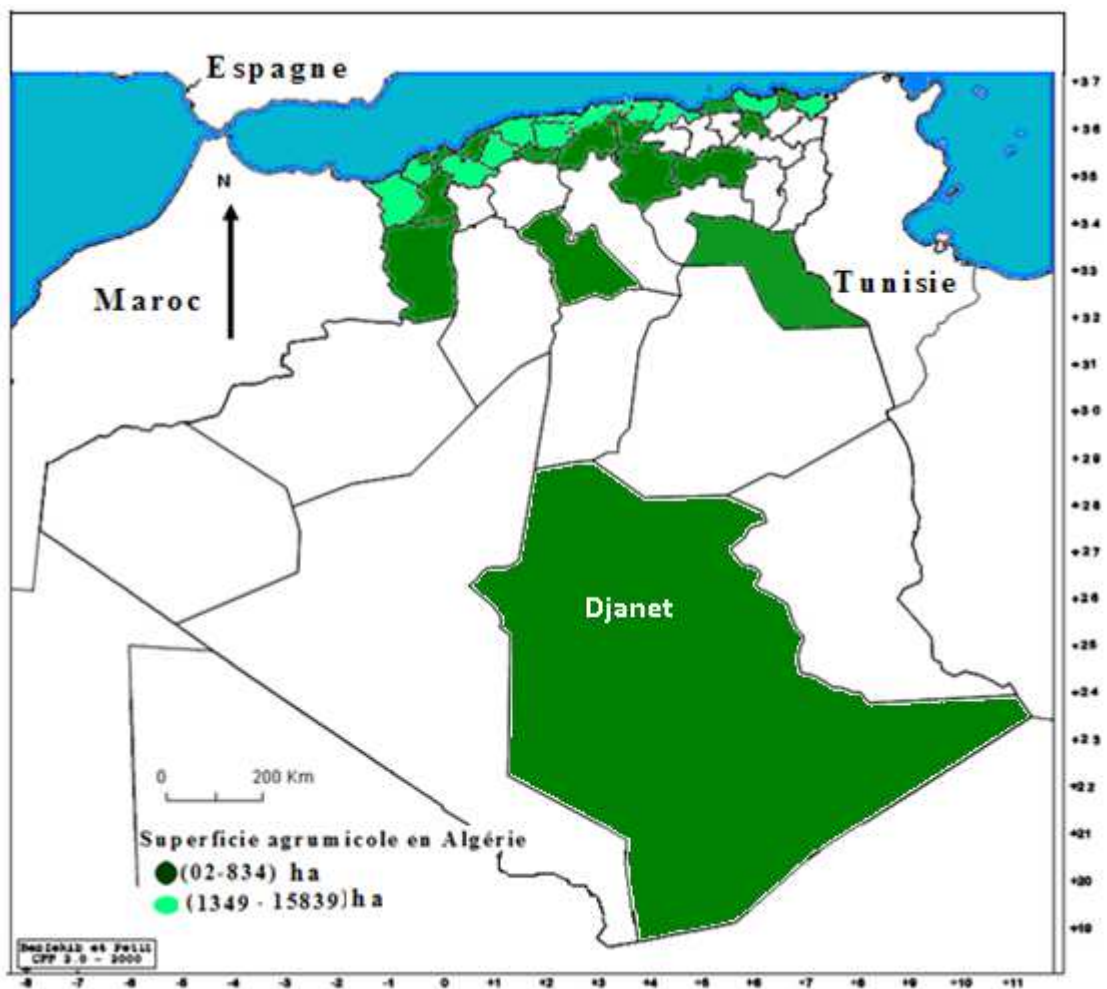 Espagne
+37
+36
+35
N
+34
+33
Maroc
Tunisie
+32
+31
+30
+29
+28
+27
+26
Djanet
+25
+24
+23
0 200 Km
+22
Superficie agrumicole en Algérie
+21
(02-834) ha
+20
(1349 - 15839)ha
+19
-8 -7 -6 -5 -4 -3 -2 -1 0 +1 +2 +3 +4 +5 +6 +7 +8 +9 +10 +11